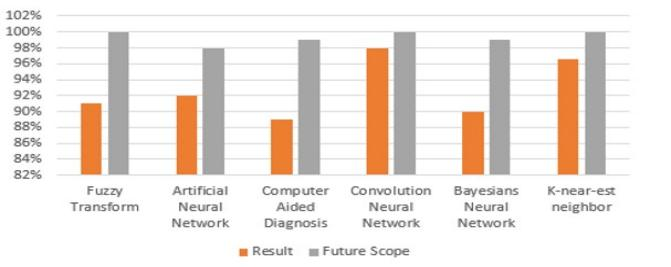 102%
100%
98%
96%
94%
92%
90%
88%
86%
84%
82%
Fuzzy
Transform
Artificial
Neural
Network
Computer
Aided
Diagnosis
Convolution
Neural
Network
Bayesians
Neural
Network
K-near-est
neighbor
Result
Future Scope